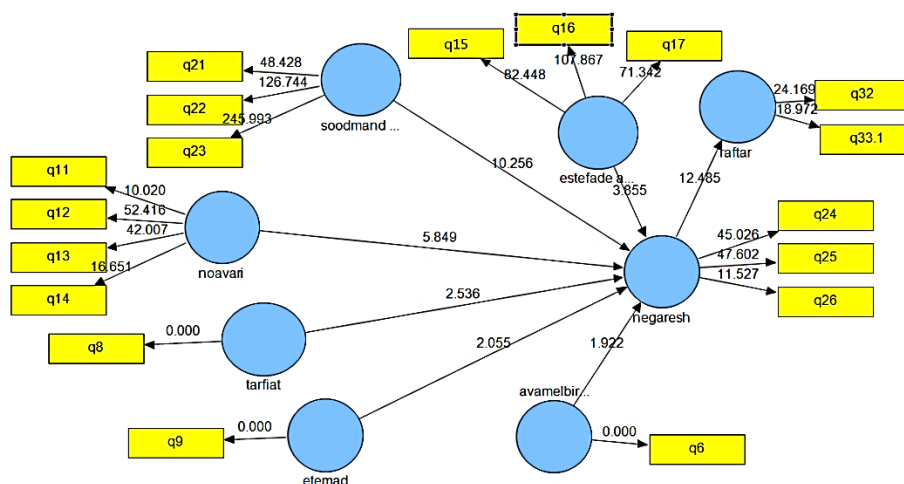 q21
48.428
q22
126.744
q23
245.993
soodmand ...
q15
82.448
q16
107.867
q17
71.342
estefade a...
3.855
10.256
raftar
24.169
q32
18.972
q33.1
12.485
q11
10.020
q12
52.416
q13
42.007
q14
16.651
noavari
5.849
q24
45.026
q25
47.602
q26
11.527
negaresh
q8
0.000
tarfiat
2.536
q9
0.000
etemad
2.055
avamelbir...
1.922
0.000
q6